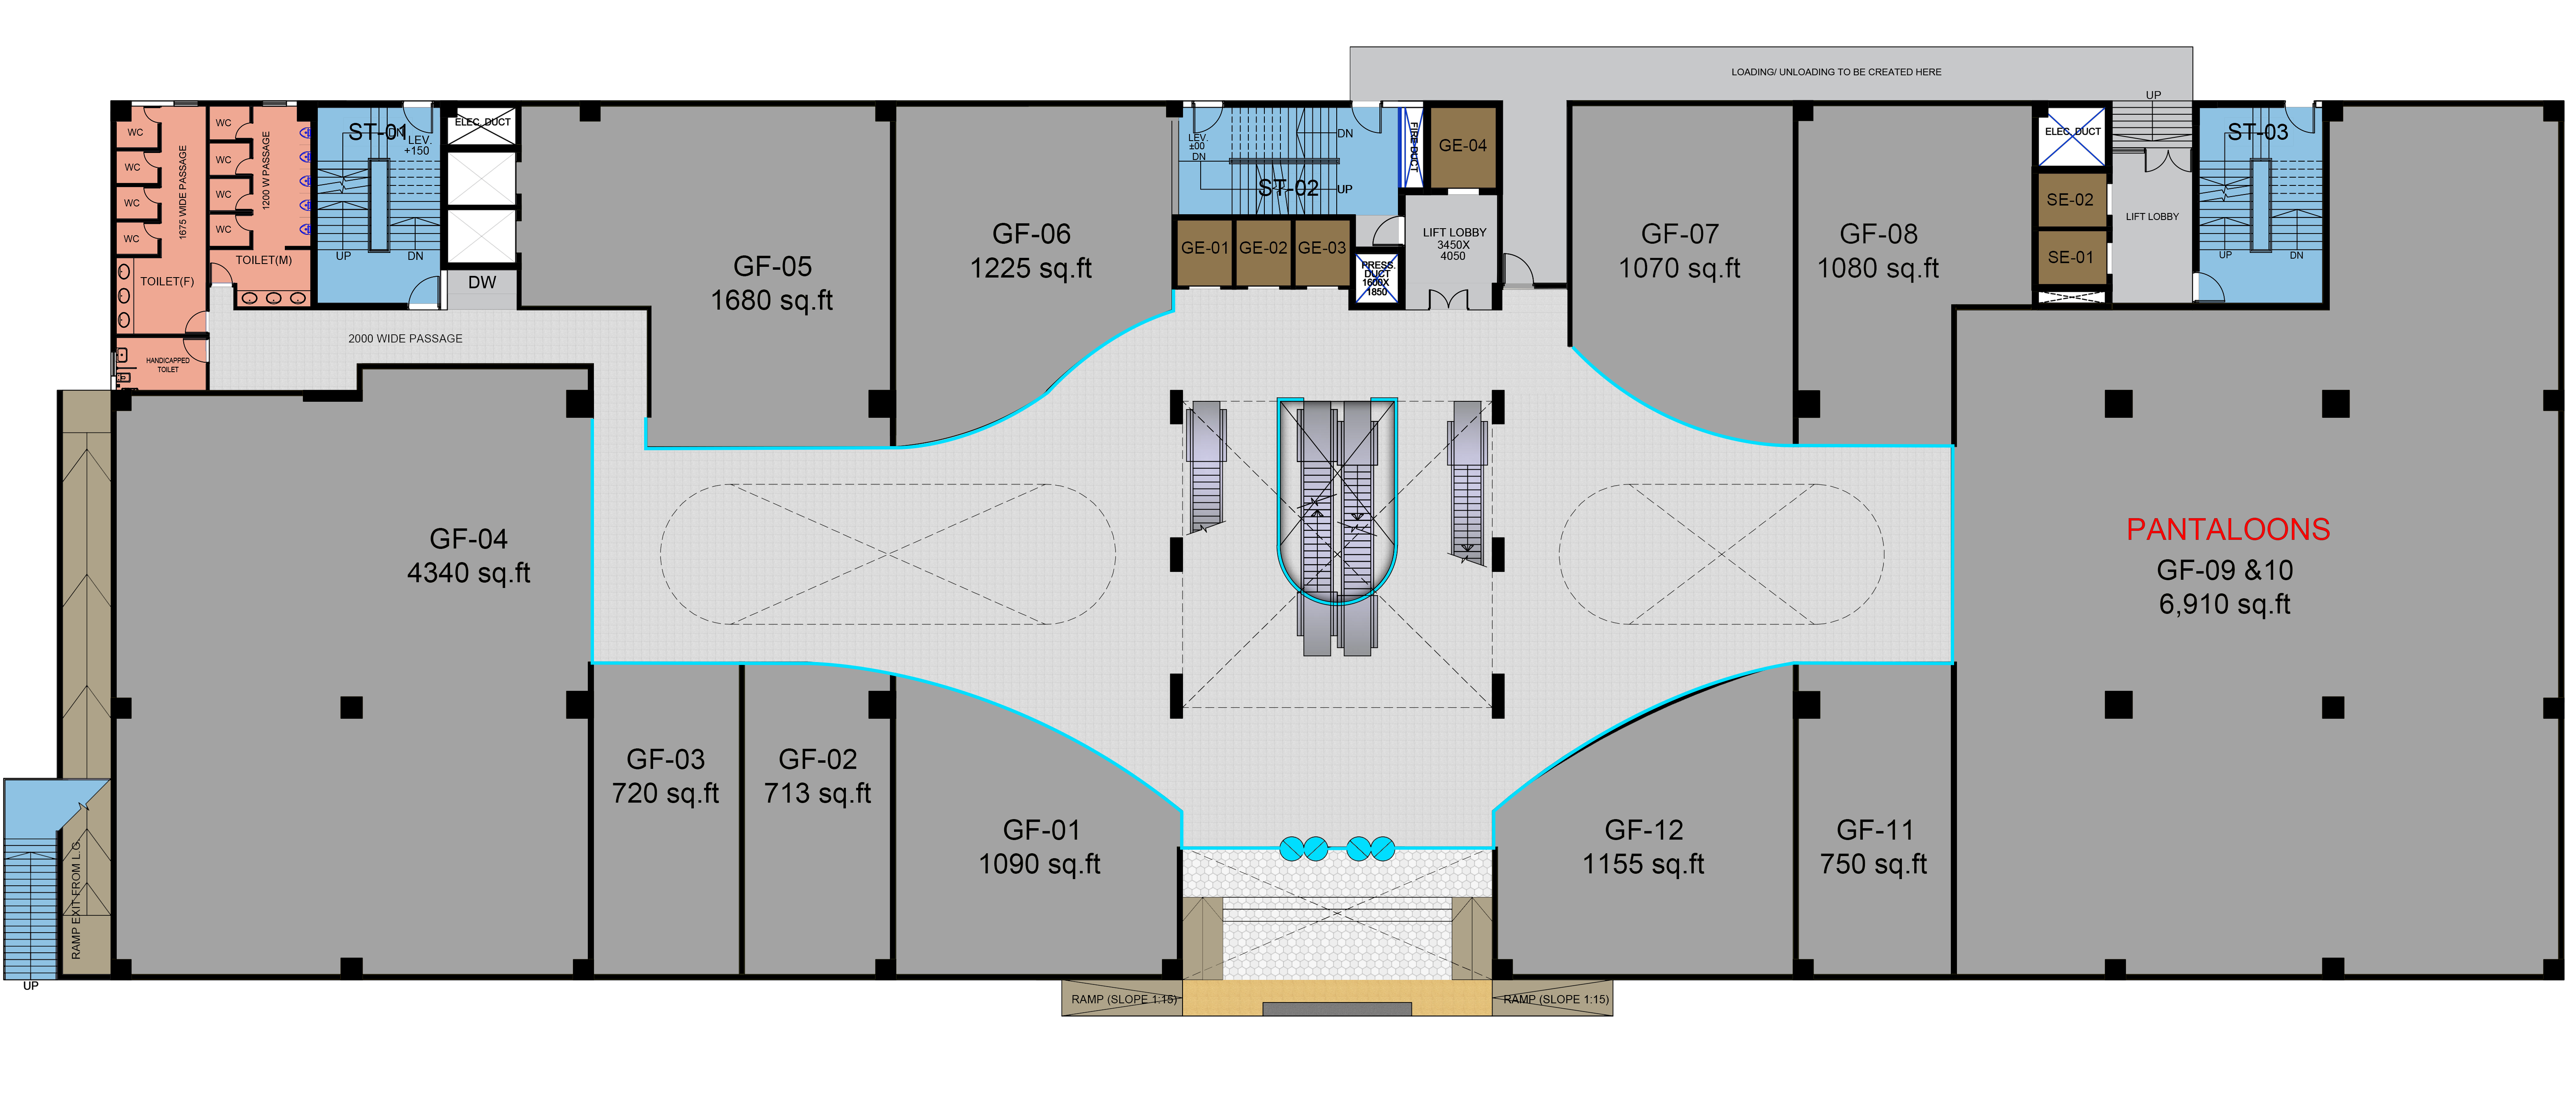 LOADING/ UNLOADING TO BE CREATED HERE
UP
WC
WC
WC
WC
1675 WIDE PASSAGE
TOILET(F)
WC
WC
WC
WC
1200 W PASSAGE
TOILET(M)
HANDICAPPED
TOILET
ST-01
DN
LEV.
+150
UP
DN
ELEC. DUCT
DW
2000 WIDE PASSAGE
GF-05
1680 sq.ft
GF-06
1225 sq.ft
LEV.
±00
DN
DN
ST-02
UP
FIRE DUCT
GE-04
GE-01
GE-02
GE-03
PRESS.
DUCT
1600X
1850
LIFT LOBBY
3450X
4050
GF-07
1070 sq.ft
GF-08
1080 sq.ft
ELEC. DUCT
SE-02
SE-01
LIFT LOBBY
ST-03
UP
DN
GF-04
4340 sq.ft
PANTALOONS
GF-09 &10
6,910 sq.ft
GF-03
720 sq.ft
GF-02
713 sq.ft
GF-01
1090 sq.ft
GF-12
1155 sq.ft
GF-11
750 sq.ft
RAMP EXIT FROM L.G.
UP
RAMP (SLOPE 1:15)
RAMP (SLOPE 1:15)